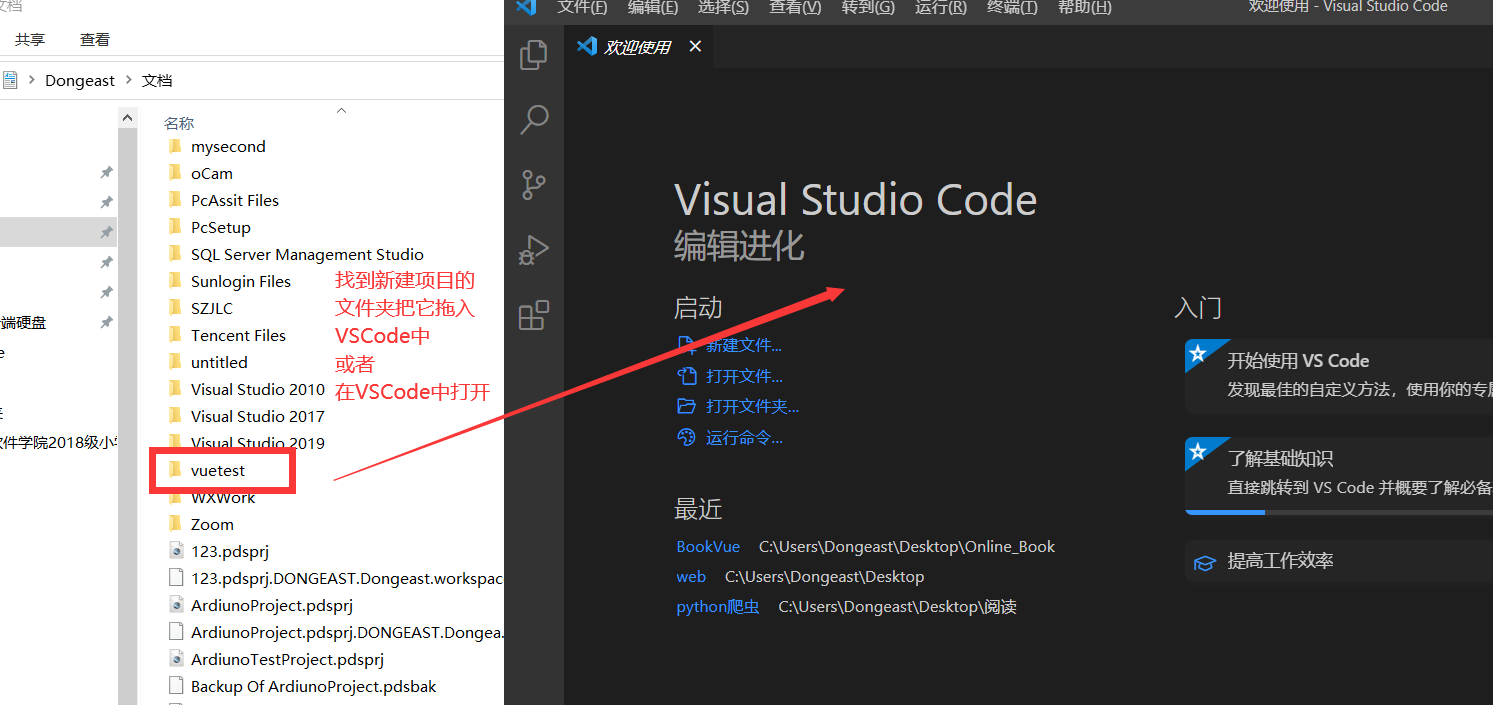 文档
共享
查看
Dongeast
文档
名称
mysecond
oCam
PcAssit Files
PcSetup
SQL Server Management Studio
Sunlogin Files
SZJLC
Tencent Files
untitled
Visual Studio 2010
Visual Studio 2017
Visual Studio 2019
vuetest
WXWork
Zoom
123.pdsprj
123.pdsprj.DONGEAST.Dongeast.workspac
ArdiunoProject.pdsprj
ArdiunoProject.pdsprj.DONGEAST.Dongea.
ArdiunoTestProject.pdsprj
Backup Of ArdiunoProject.pdsbak
端硬盘
e
件学院2018级小
找到新建项目的
文件夹把它拖入
VSCode中
或者
在VSCode中打开
文件(F)
编辑(E)
选择(S)
查看(V)
转到(G)
运行(R)
终端(T)
帮助(H)
欢迎使用 - Visual Studio Code
欢迎使用
Visual Studio Code
编辑进化
启动
新建文件...
打开文件...
打开文件夹...
运行命令...
最近
BookVue C:\Users\Dongeast\Desktop\Online_Book
web C:\Users\Dongeast\Desktop
python爬虫 C:\Users\Dongeast\Desktop\阅读
入门
开始使用 VS Code
发现最佳的自定义方法，使用你的专
了解基础知识
直接跳转到 VS Code 并概要了解必备
提高工作效率